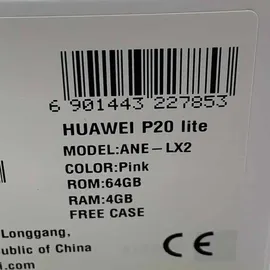 6 901443 227853
HUAWEI P20 lite
MODEL:ANE-LX2
COLOR:Pink
ROM:64GB
RAM:4GB
FREE CASE
Longgang,
public of China
i.com
CE